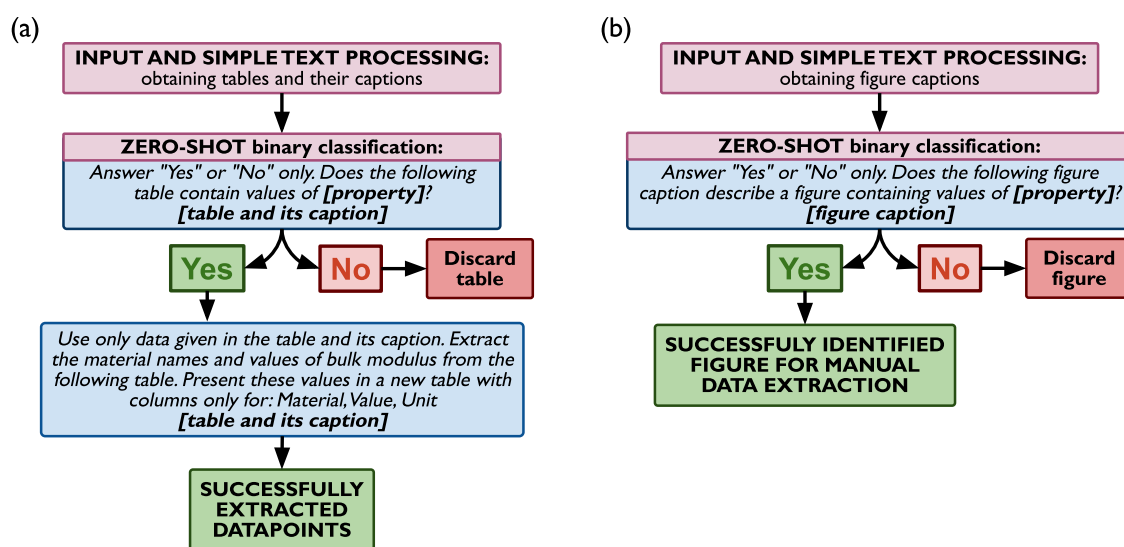 (a)
INPUT AND SIMPLE TEXT PROCESSING:
obtaining tables and their captions
ZERO-SHOT binary classification:
Answer "Yes" or "No" only. Does the following
table contain values of [property]?
[table and its caption]
Yes
No
Discard
table
Use only data given in the table and its caption. Extract
the material names and values of bulk modulus from the
following table. Present these values in a new table with
columns only for: Material, Value, Unit
[table and its caption]
SUCCESSFULLY
EXTRACTED
DATAPOINTS
(b)
INPUT AND SIMPLE TEXT PROCESSING:
obtaining figure captions
ZERO-SHOT binary classification:
Answer "Yes" or "No" only. Does the following figure
caption describe a figure containing values of [property]?
[figure caption]
Yes
No
Discard
figure
SUCCESSFULY IDENTIFIED
FIGURE FOR MANUAL
DATA EXTRACTION